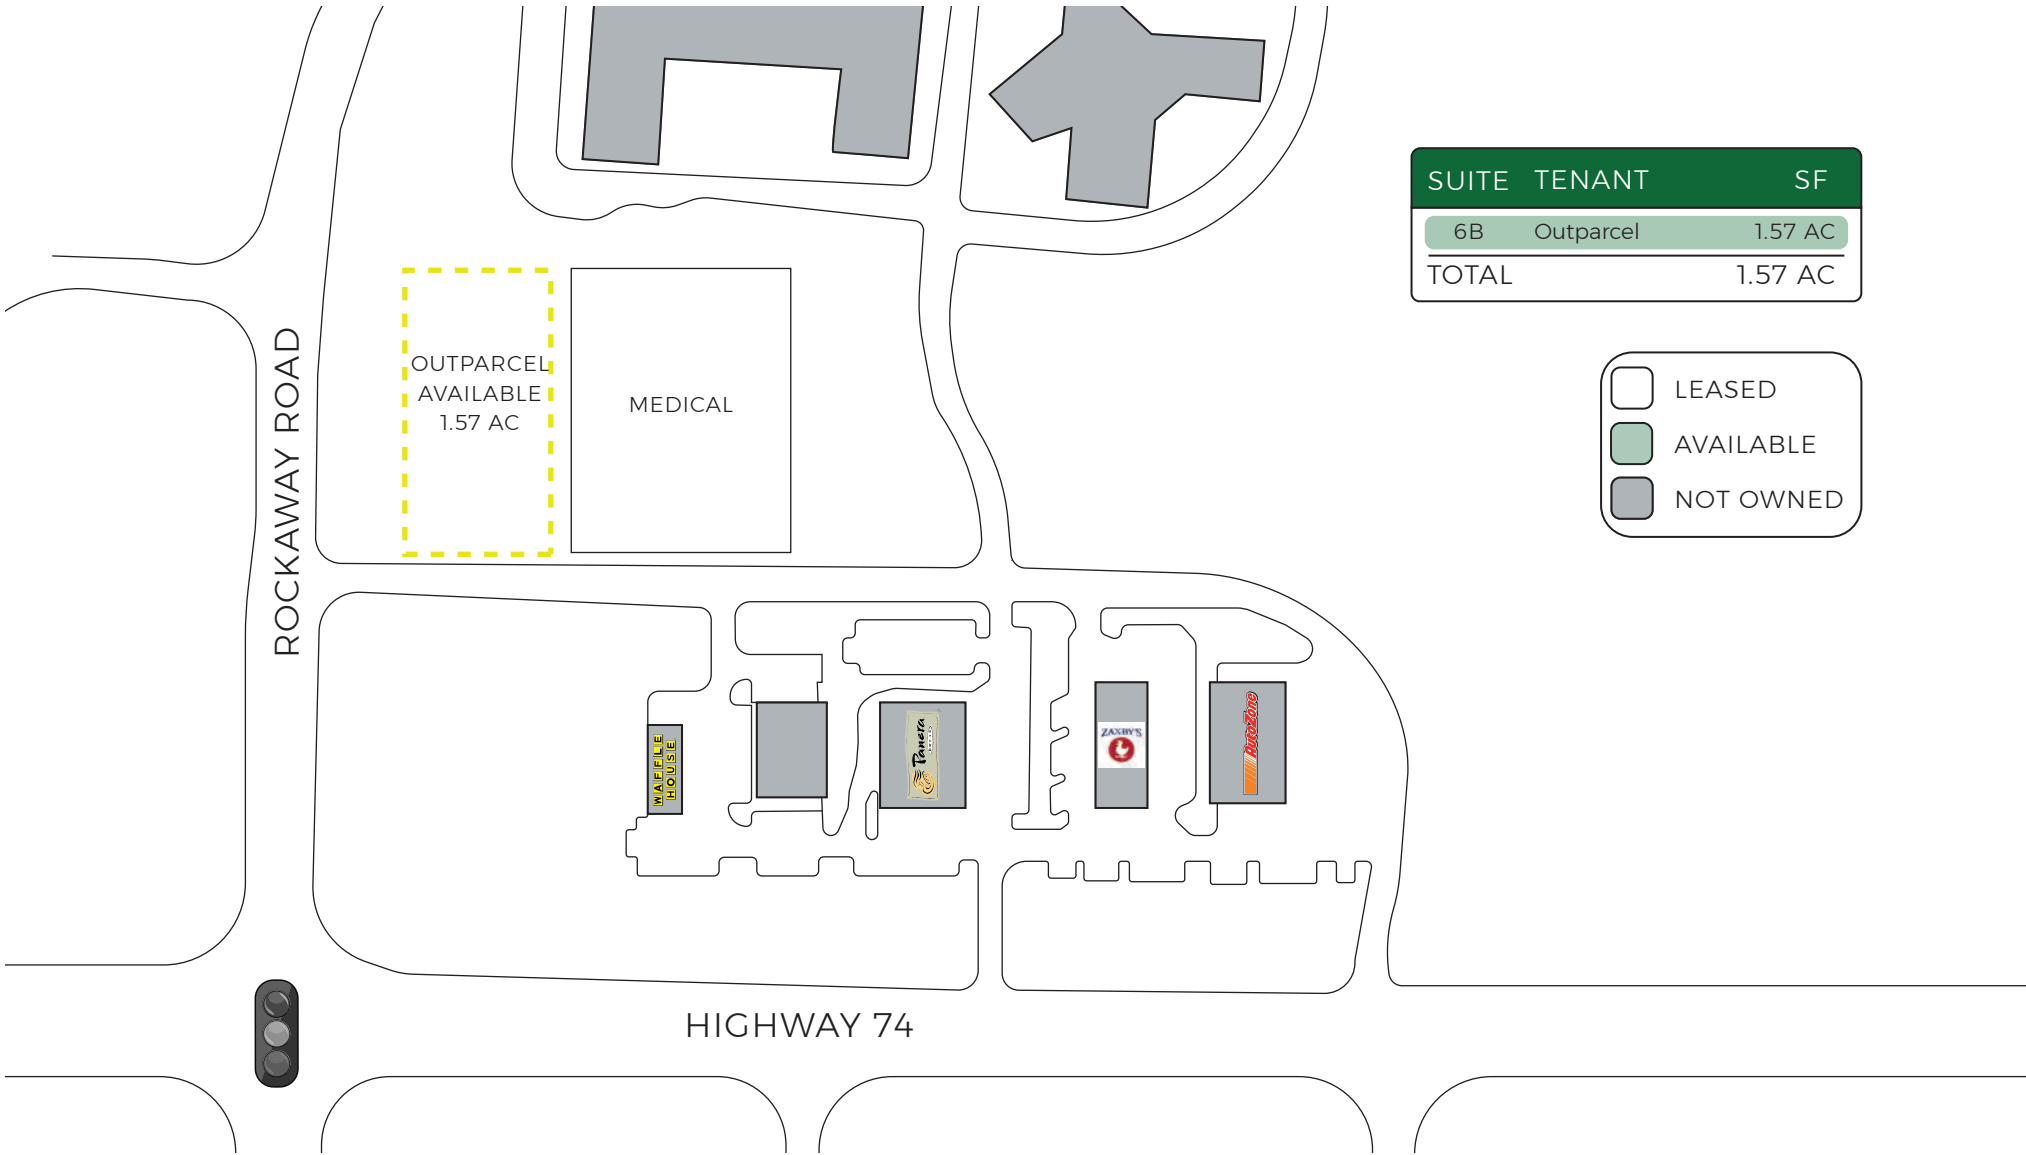 SUITE TENANT SF
6B Outparcel 1.57 AC
TOTAL 1.57 AC
LEASED
AVAILABLE
NOT OWNED
OUTPARCEL
AVAILABLE
1.57 AC
MEDICAL
ROCKAWAY ROAD
WAFFLE
HOUSE
Panera
ZAXBY'S
AutoZone
HIGHWAY 74